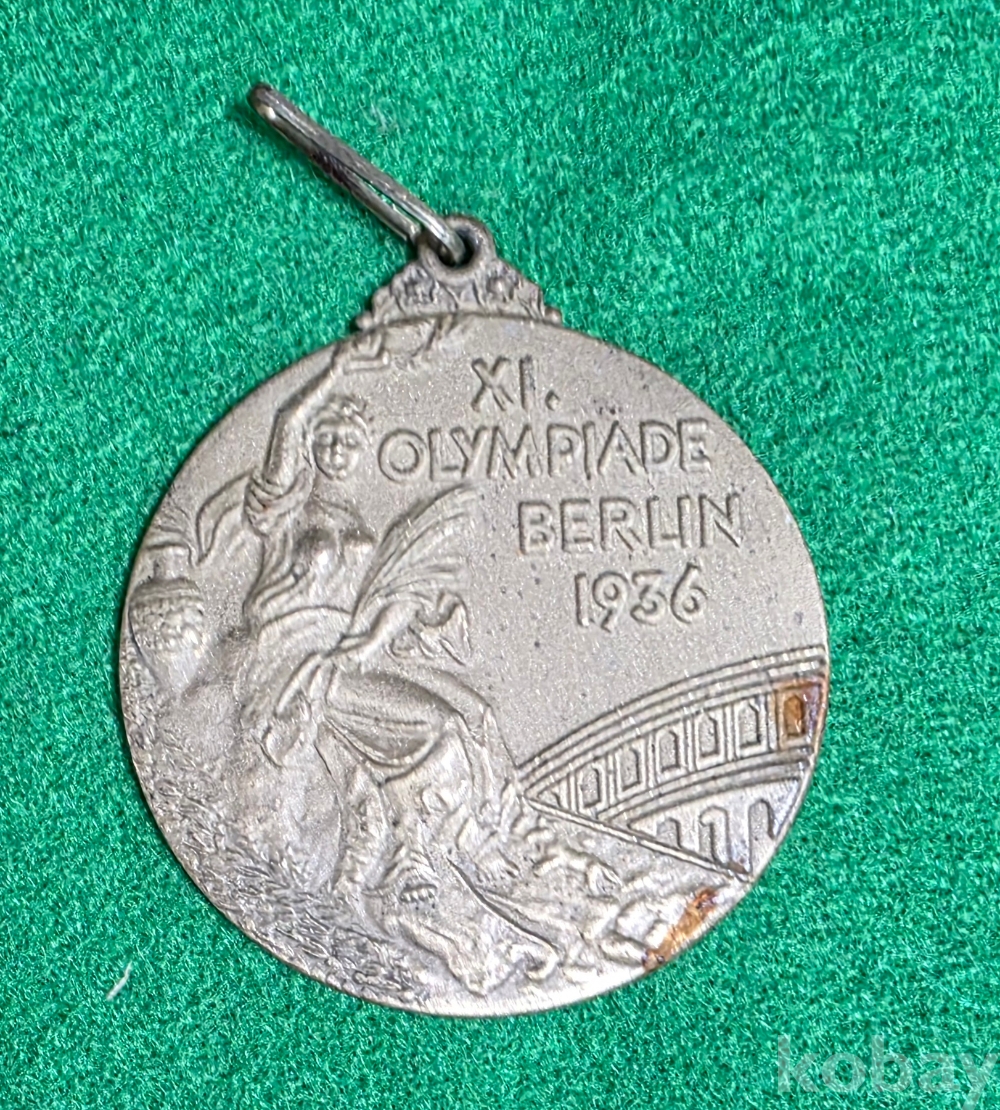 XI.
OLYMPIADE
BERLIN
1936
kobay